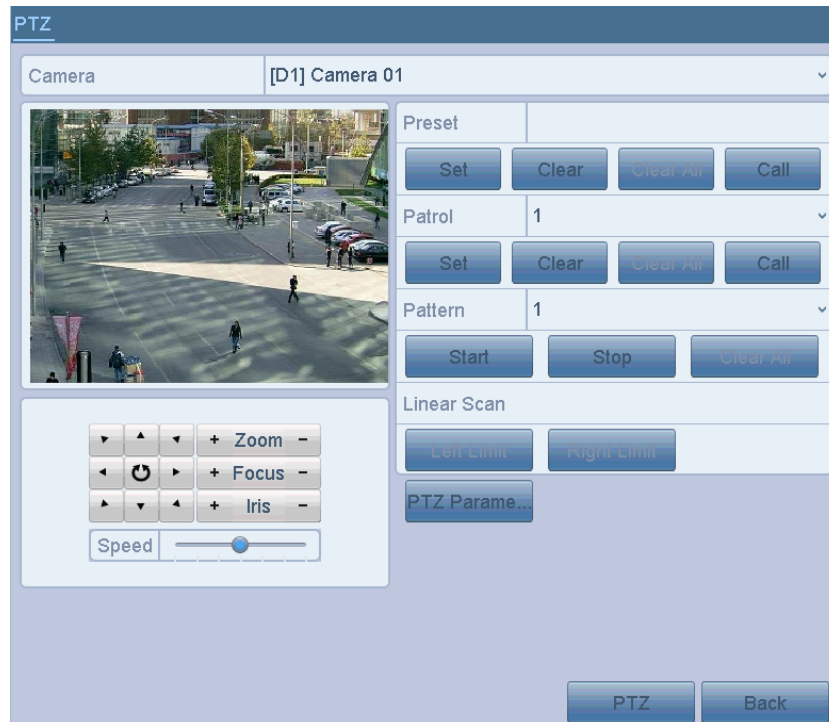 PTZ
Camera [D1] Camera 01
Preset
Set Clear Clear All Call
Patrol 1
Set Clear Clear All Call
Pattern 1
Start Stop Clear All
Linear Scan
Left Limit Right Limit
PTZ Parame...
+ Zoom -
+ Focus -
+ Iris -
Speed
PTZ Back